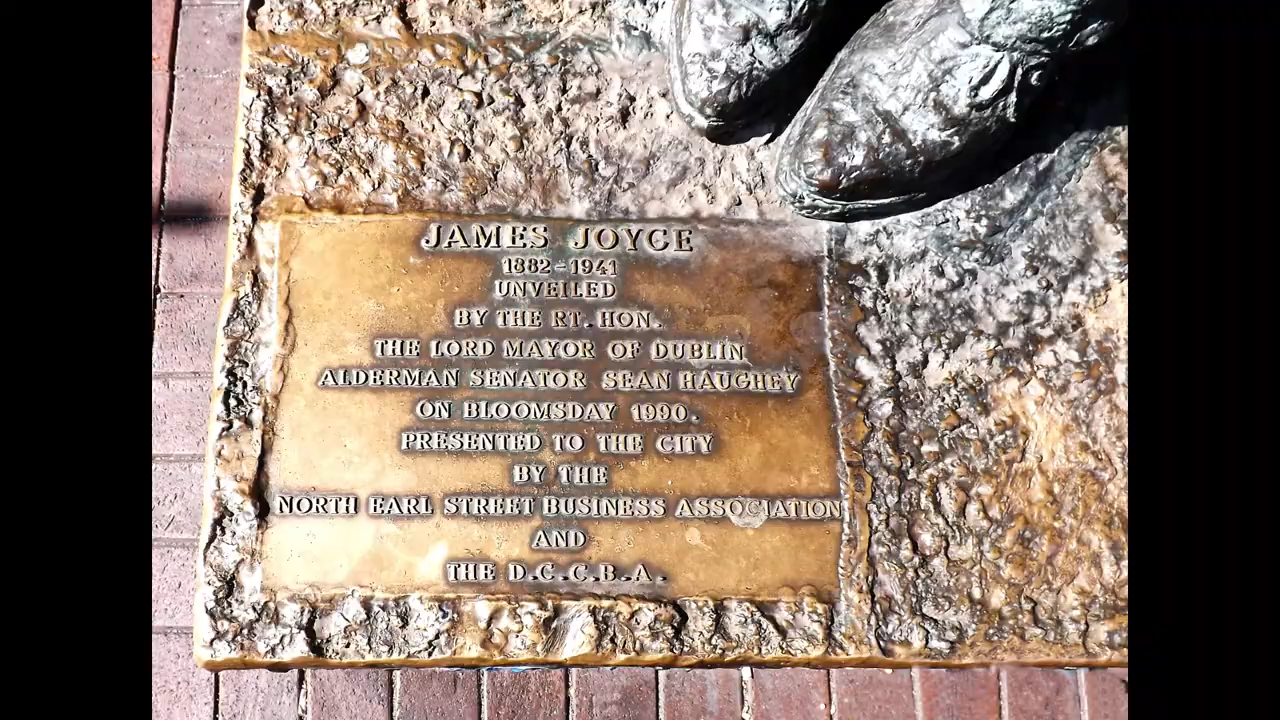 JAMES JOYCE
1882-1941
UNVEILED
BY THE RT. HON.
THE LORD MAYOR OF DUBLIN
ALDERMAN SENATOR SEAN HAUGHEY
ON BLOOMSDAY 1990.
PRESENTED TO THE CITY
BY THE
NORTH EARL STREET BUSINESS ASSOCIATION
AND
THE D.C.C.B.A.